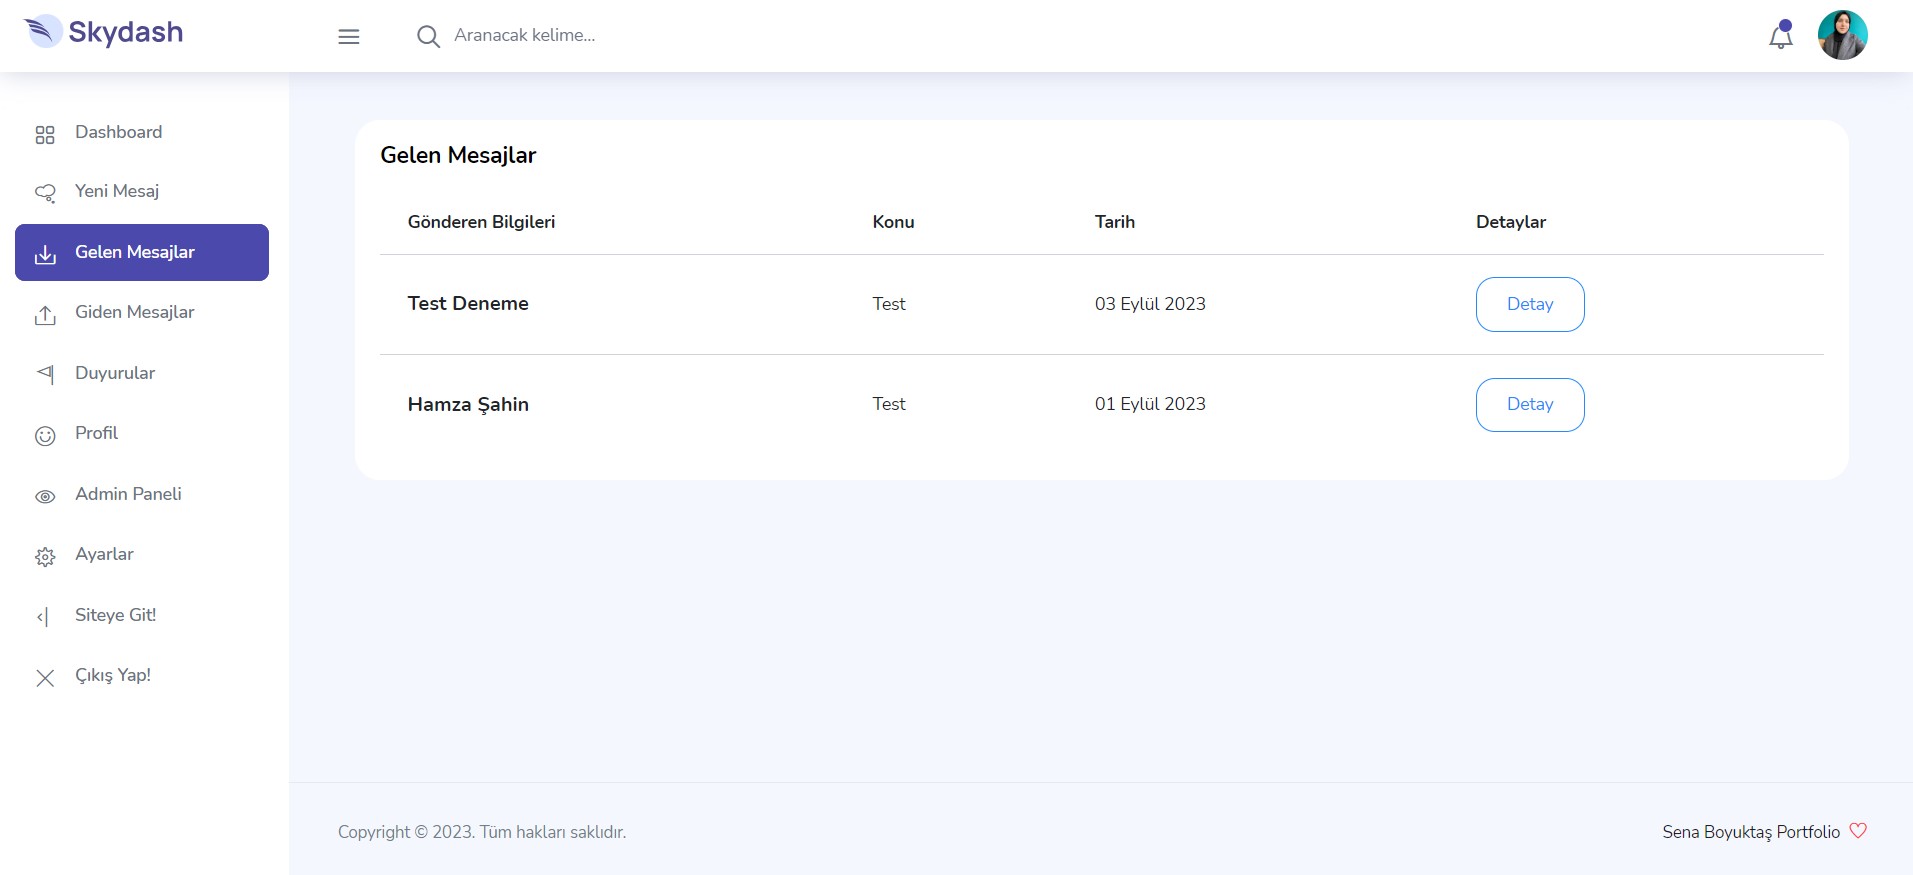 Skydash
Aranacak kelime...
Dashboard
Yeni Mesaj
Gelen Mesajlar
Giden Mesajlar
Duyurular
Profil
Admin Paneli
Ayarlar
Siteye Git!
Çıkış Yap!
Gelen Mesajlar
Gönderen Bilgileri Konu Tarih Detaylar
Test Deneme Test 03 Eylül 2023 Detay
Hamza Şahin Test 01 Eylül 2023 Detay
Copyright © 2023. Tüm hakları saklıdır.
Sena Boyuktaş Portfolio